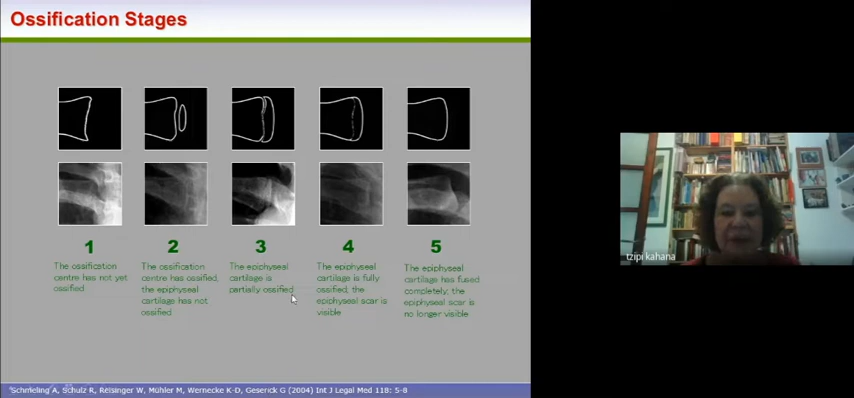 Ossification Stages
1
The ossification
centre has not yet
ossified
2
The ossification
centre has ossified,
the epiphyseal
cartilage has not
ossified
3
The epiphyseal
cartilage is
partially ossified
4
The epiphyseal
cartilage is fully
ossified; the
epiphyseal scar is
visible
5
The epiphyseal
cartilage has fused
completely; the
epiphyseal scar is
no longer visible
Schmeling A, Schulz R, Reisinger W, Mühler M, Wernecke K-D, Geserick G (2004) Int J Legal Med 118: 5-8
tzipi kahana